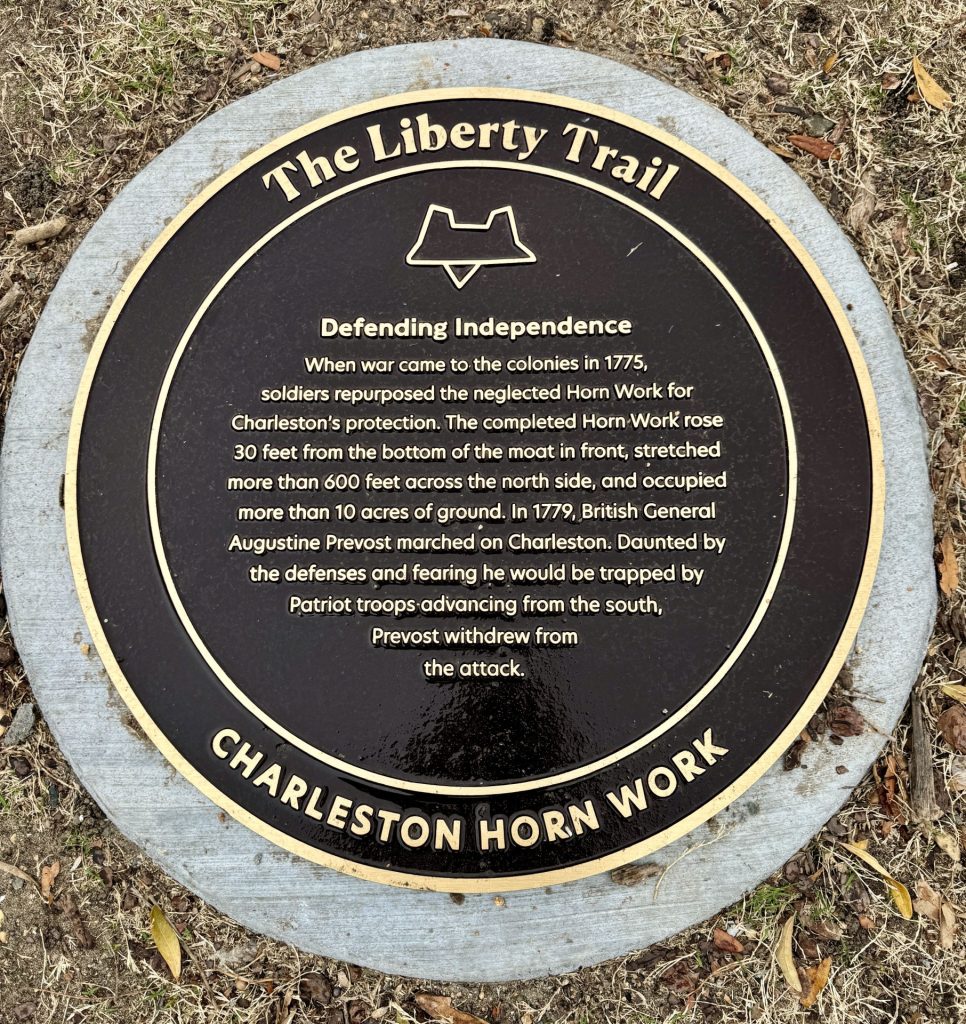 The Liberty Trail
Defending Independence
When war came to the colonies in 1775,
soldiers repurposed the neglected Horn Work for
Charleston's protection. The completed Horn Work rose
30 feet from the bottom of the moat in front, stretched
more than 600 feet across the north side, and occupied
more than 10 acres of ground. In 1779, British General
Augustine Prevost marched on Charleston. Daunted by
the defenses and fearing he would be trapped by
Patriot troops advancing from the south,
Prevost withdrew from
the attack.
CHARLESTON HORN WORK